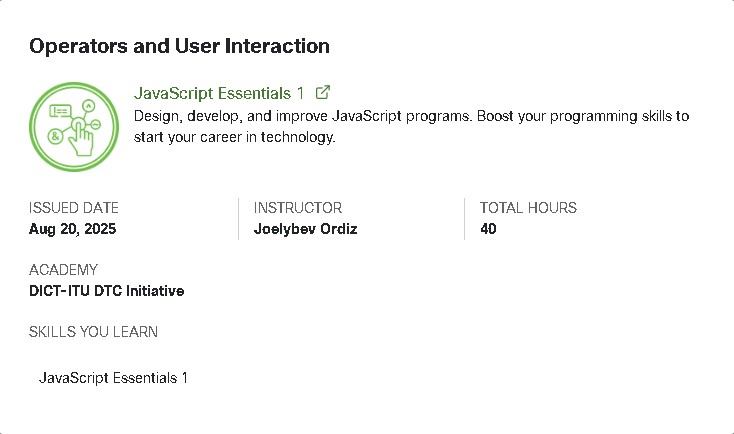 Operators and User Interaction
JavaScript Essentials 1
Design, develop, and improve JavaScript programs. Boost your programming skills to
start your career in technology.
ISSUED DATE
Aug 20, 2025
INSTRUCTOR
Joelybev Ordiz
TOTAL HOURS
40
ACADEMY
DICT-ITU DTC Initiative
SKILLS YOU LEARN
JavaScript Essentials 1